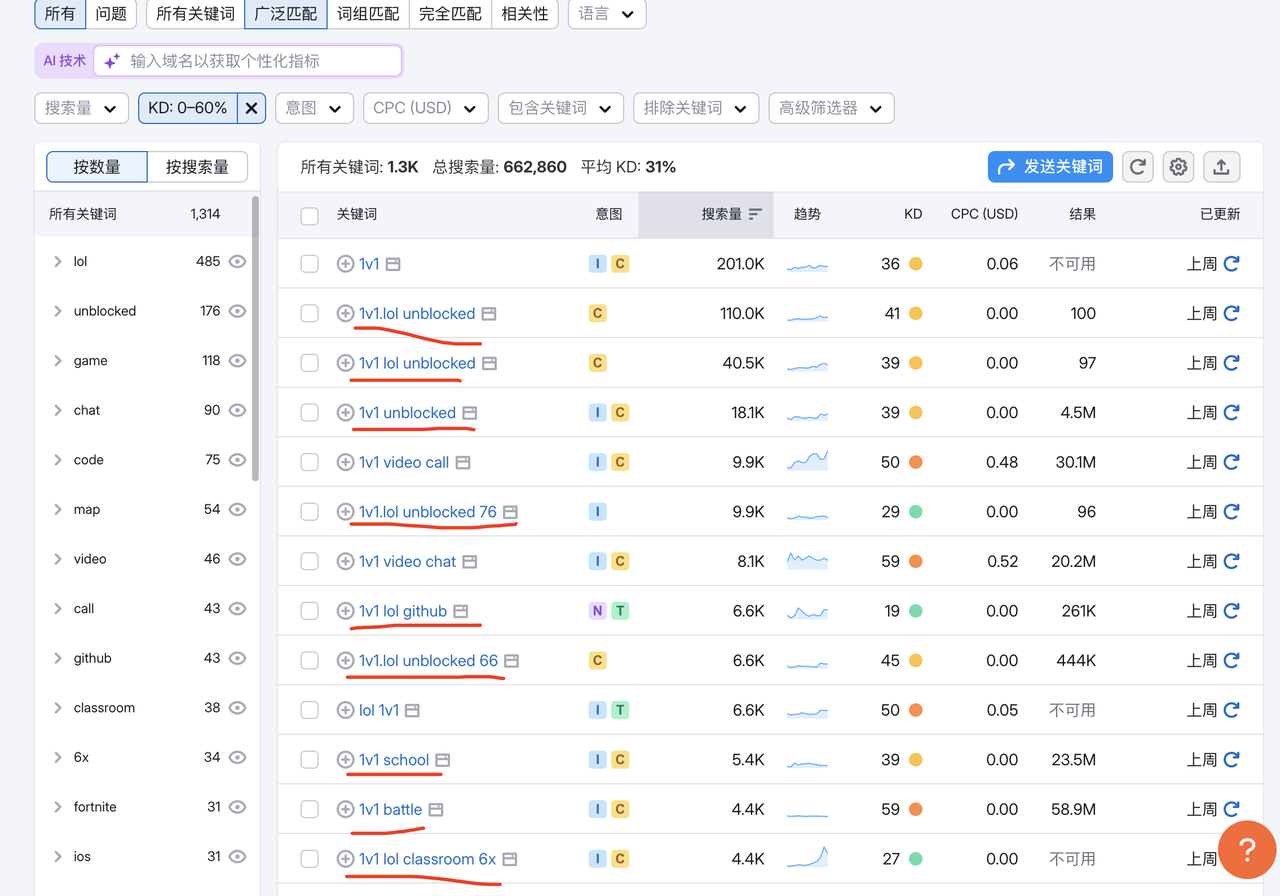 所有 问题 所有关键词 广泛匹配 词组匹配 完全匹配 相关性 语言
AI 技术 输入域名以获取个性化指标
搜索量 KD: 0–60% 意图 CPC (USD) 包含关键词 排除关键词 高级筛选器
按数量 按搜索量
所有关键词 1,314
lol 485
unblocked 176
game 118
chat 90
code 75
map 54
video 46
call 43
github 43
classroom 38
6x 34
fortnite 31
ios 31
所有关键词: 1.3K 总搜索量: 662,860 平均 KD: 31%
发送关键词
关键词 意图 搜索量 趋势 KD CPC (USD) 结果 已更新
1v1 I C 201.0K 36 0.06 不可用 上周
1v1.lol unblocked C 110.0K 41 0.00 100 上周
1v1 lol unblocked C 40.5K 39 0.00 97 上周
1v1 unblocked I C 18.1K 39 0.00 4.5M 上周
1v1 video call I C 9.9K 50 0.48 30.1M 上周
1v1.lol unblocked 76 I 9.9K 29 0.00 96 上周
1v1 video chat I C 8.1K 59 0.52 20.2M 上周
1v1 lol github N T 6.6K 19 0.00 261K 上周
1v1.lol unblocked 66 C 6.6K 45 0.00 444K 上周
lol 1v1 I T 6.6K 50 0.05 不可用 上周
1v1 school I C 5.4K 39 0.00 23.5M 上周
1v1 battle I C 4.4K 59 0.00 58.9M 上周
1v1 lol classroom 6x I C 4.4K 27 0.00 不可用 上周
?